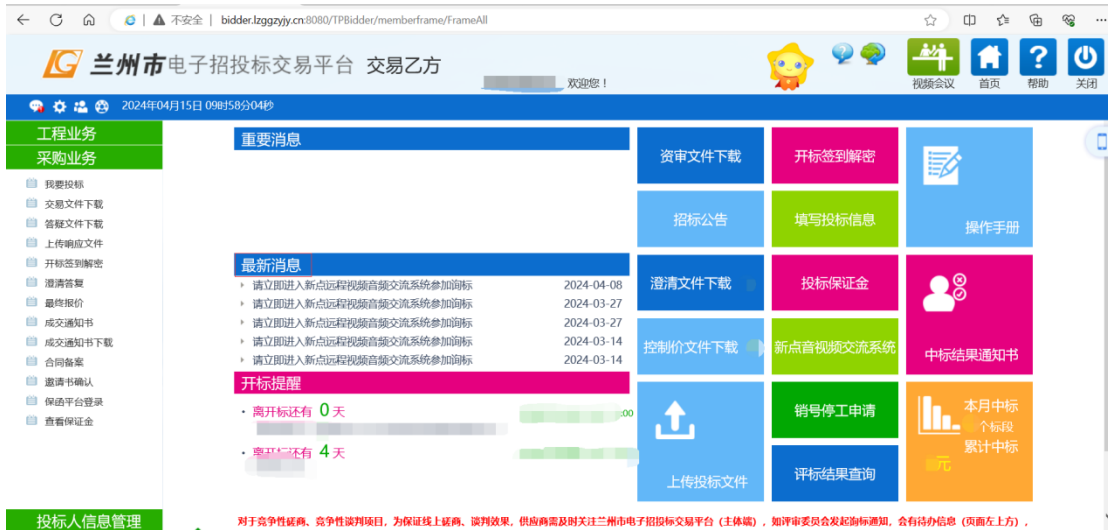 不安全 | bidder.lzggzyjy.cn:8080/TPBidder/memberframe/FrameAll
兰州市电子招投标交易平台 交易乙方
欢迎您！
视频会议 首页 帮助 关闭
2024年04月15日 09时58分04秒
工程业务
采购业务
我要投标
交易文件下载
答疑文件下载
上传响应文件
开标签到解密
澄清答复
最终报价
成交通知书
成交通知书下载
合同备案
邀请书确认
保函平台登录
查看保证金
投标人信息管理
重要消息
最新消息
请立即进入新点远程视频音频交流系统参加询标 2024-04-08
请立即进入新点远程视频音频交流系统参加询标 2024-03-27
请立即进入新点远程视频音频交流系统参加询标 2024-03-27
请立即进入新点远程视频音频交流系统参加询标 2024-03-14
请立即进入新点远程视频音频交流系统参加询标 2024-03-14
开标提醒
离开标还有 0 天 :00
离开标还有 4 天
资审文件下载
开标签到解密
操作手册
招标公告
填写投标信息
澄清文件下载
投标保证金
中标结果通知书
控制价文件下载
新点音视频交流系统
上传投标文件
销号停工申请
本月中标
个标段
累计中标
元
评标结果查询
对于竞争性磋商、竞争性谈判项目，为保证线上磋商、谈判效果，供应商需及时关注兰州市电子招投标交易平台（主体端），如评审委员会发起询标通知，会有待办信息（页面左上方），